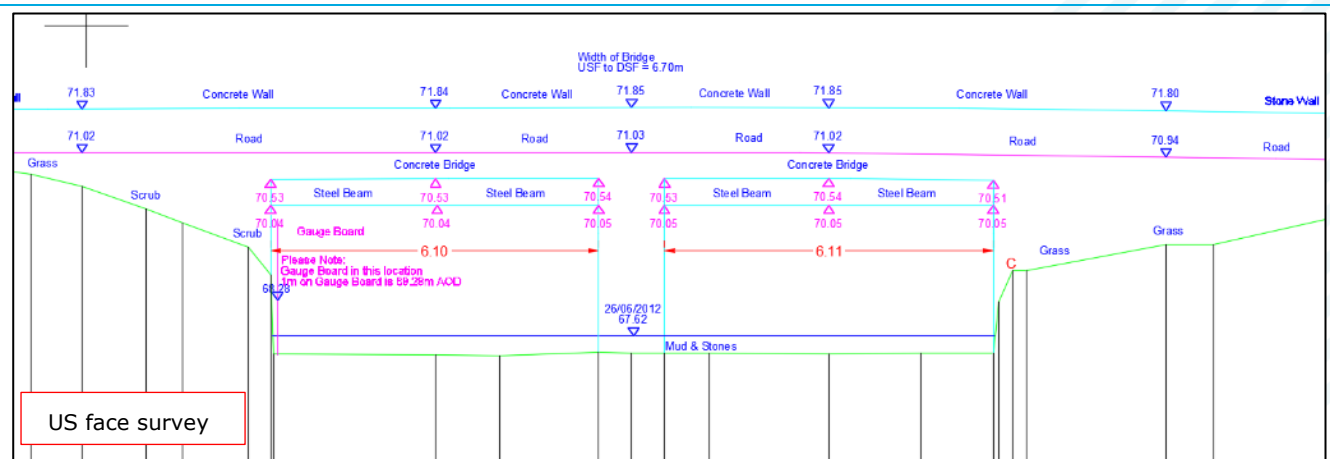 Width of Bridge
USF to DSF = 6.70m
71.83 Concrete Wall 71.84 Concrete Wall 71.85 Concrete Wall 71.85 Concrete Wall 71.80 Stone Wall
71.02 Road 71.02 Road 71.03 Road 71.02 Road 70.94 Road
Grass Concrete Bridge Concrete Bridge
Scrub 70.53 Steel Beam 70.53 Steel Beam 70.54 70.53 Steel Beam 70.54 Steel Beam 70.51
70.04 70.04 70.05 70.05 70.05 70.05
Scrub Gauge Board Grass
6.10 6.11 Grass
Please Note:
Gauge Board in this location
1m on Gauge Board is AOD
C
26/06/2012
67.62
Mud & Stones
US face survey